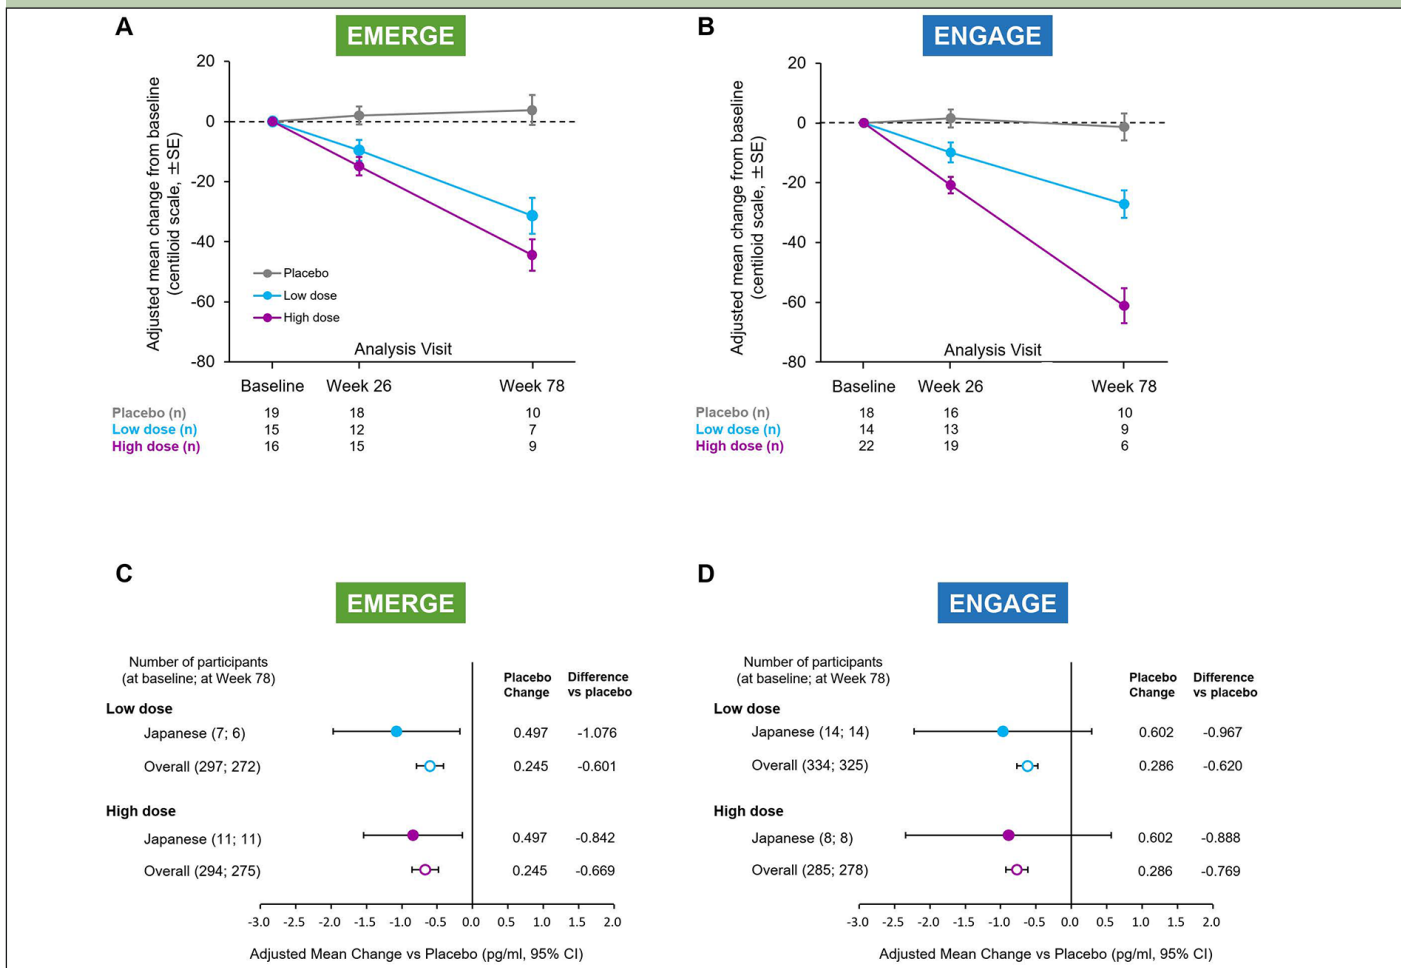 A
EMERGE
Adjusted mean change from baseline
(centiloid scale, ±SE)
20
0
-20
-40
-60
-80
Placebo
Low dose
High dose
Analysis Visit
Baseline Week 26 Week 78
Placebo (n) 19 18 10
Low dose (n) 15 12 7
High dose (n) 16 15 9
B
ENGAGE
Adjusted mean change from baseline
(centiloid scale, ±SE)
20
0
-20
-40
-60
-80
Analysis Visit
Baseline Week 26 Week 78
Placebo (n) 18 16 10
Low dose (n) 14 13 9
High dose (n) 22 19 6
C
EMERGE
Number of participants
(at baseline; at Week 78)
Placebo Difference
Change vs placebo
Low dose
Japanese (7; 6) 0.497 -1.076
Overall (297; 272) 0.245 -0.601
High dose
Japanese (11; 11) 0.497 -0.842
Overall (294; 275) 0.245 -0.669
-3.0 -2.5 -2.0 -1.5 -1.0 -0.5 0.0 0.5 1.0 1.5 2.0
Adjusted Mean Change vs Placebo (pg/ml, 95% CI)
D
ENGAGE
Number of participants
(at baseline; at Week 78)
Placebo Difference
Change vs placebo
Low dose
Japanese (14; 14) 0.602 -0.967
Overall (334; 325) 0.286 -0.620
High dose
Japanese (8; 8) 0.602 -0.888
Overall (285; 278) 0.286 -0.769
-3.0 -2.5 -2.0 -1.5 -1.0 -0.5 0.0 0.5 1.0 1.5 2.0
Adjusted Mean Change vs Placebo (pg/ml, 95% CI)